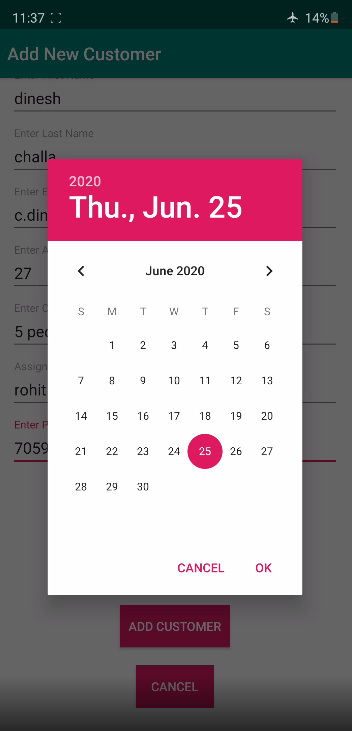 11:37
14%
Add New Customer
dinesh
Enter Last Name
challa
Enter E
c.din
Enter A
27
Enter C
5 peo
Assign
rohit
Enter P
7059
2020
Thu., Jun. 25
June 2020
S M T W T F S
1 2 3 4 5 6
7 8 9 10 11 12 13
14 15 16 17 18 19 20
21 22 23 24 25 26 27
28 29 30
CANCEL OK
ADD CUSTOMER
CANCEL